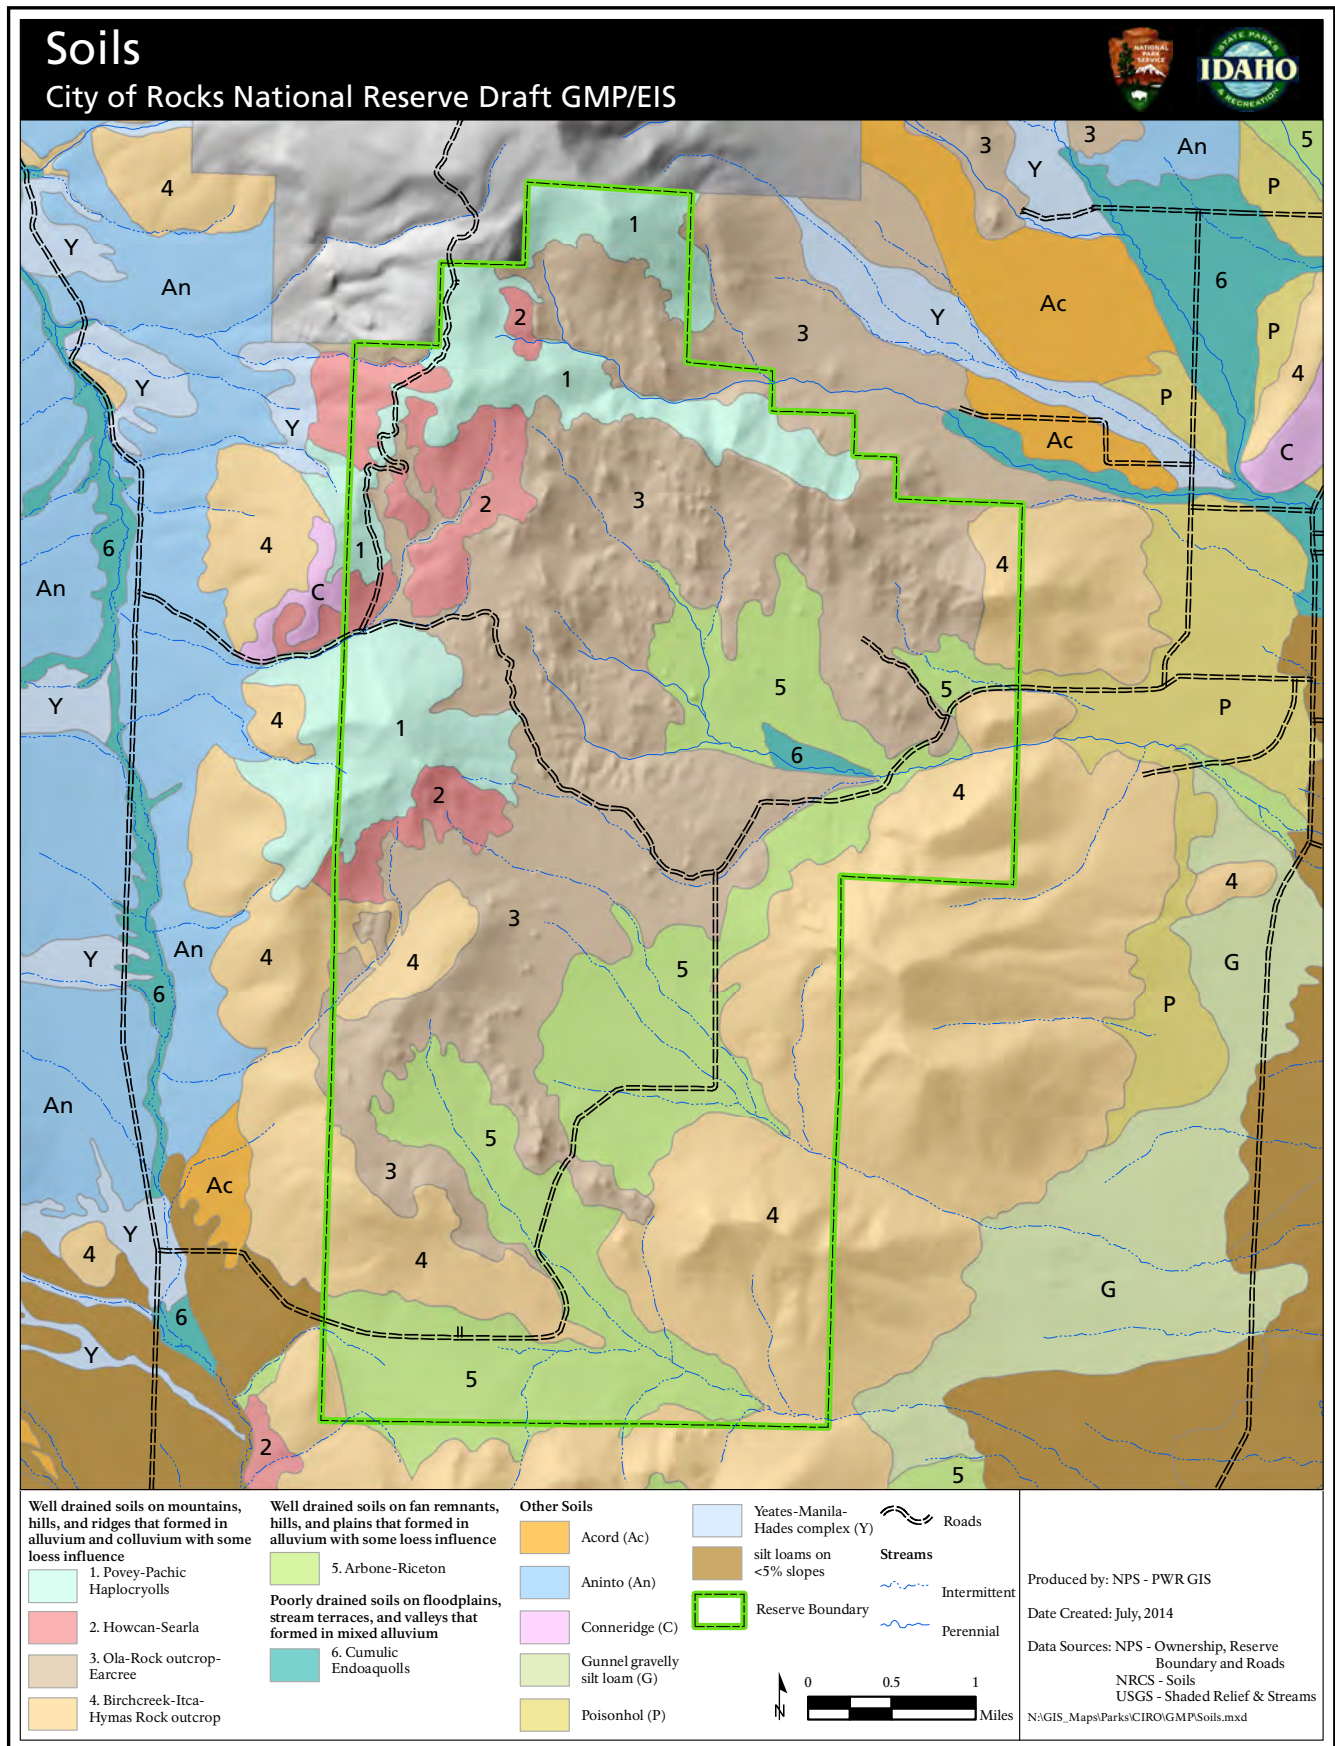 Soils
City of Rocks National Reserve Draft GMP/EIS
NATIONAL
PARK
SERVICE
STATE PARKS
IDAHO
& RECREATION
3
3
An
5
4
Y
P
1
Y
An
6
Ac
2
Y
3
P
1
4
Y
P
Y
Ac
C
3
2
4
1
6
4
An
C
5
5
Y
4
P
1
6
2
4
4
3
An
4
4
5
Y
G
6
P
An
5
3
Ac
4
Y
4
4
G
6
Y
5
2
5
Well drained soils on mountains,
hills, and ridges that formed in
alluvium and colluvium with some
loess influence
1. Povey-Pachic
Haplocryolls
2. Howcan-Searla
3. Ola-Rock outcrop-
Earcree
4. Birchcreek-Itca-
Hymas Rock outcrop
Well drained soils on fan remnants,
hills, and plains that formed in
alluvium with some loess influence
5. Arbone-Riceton
Poorly drained soils on floodplains,
stream terraces, and valleys that
formed in mixed alluvium
6. Cumulic
Endoaquolls
Other Soils
Acord (Ac)
Aninto (An)
Conneridge (C)
Gunnel gravelly
silt loam (G)
Poisonhol (P)
Yeates-Manila-
Hades complex (Y)
silt loams on
<5% slopes
Reserve Boundary
Roads
Streams
Intermittent
Perennial
N
0 0.5 1
Miles
Produced by: NPS - PWR GIS
Date Created: July, 2014
Data Sources: NPS - Ownership, Reserve
Boundary and Roads
NRCS - Soils
USGS - Shaded Relief & Streams
N:\GIS_Maps\Parks\CIRO\GMP\Soils.mxd